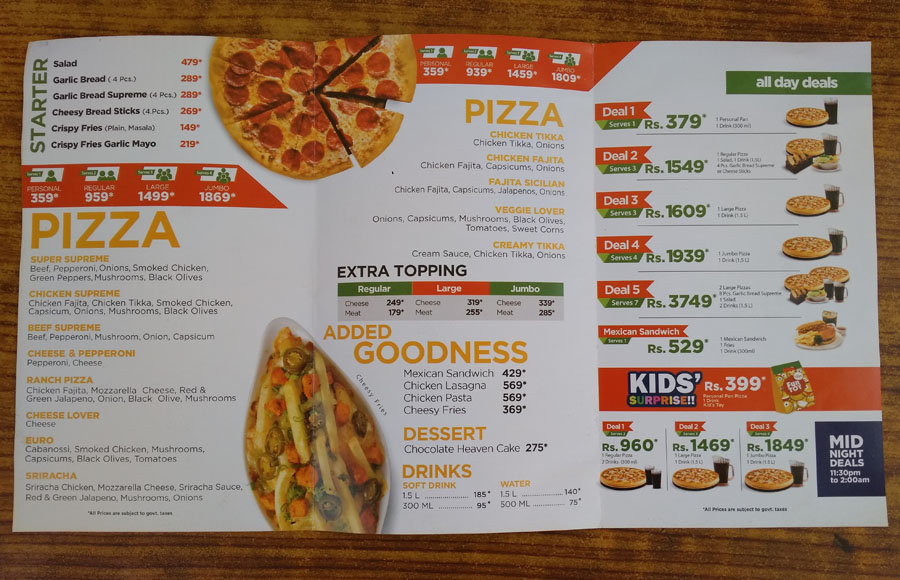 STARTER
Salad 479*
Garlic Bread ( 4 Pcs.) 289*
Garlic Bread Supreme (4 Pcs.) 289*
Cheesy Bread Sticks (4 Pcs.) 269*
Crispy Fries (Plain, Masala) 149*
Crispy Fries Garlic Mayo 219*
PERSONAL REGULAR LARGE JUMBO
359* 959* 1499* 1869*
PIZZA
SUPER SUPREME
Beef, Pepperoni, Onions, Smoked Chicken,
Green Peppers, Mushrooms, Black Olives
CHICKEN SUPREME
Chicken Fajita, Chicken Tikka, Smoked Chicken,
Capsicum, Onions, Mushrooms, Black Olives
BEEF SUPREME
Beef, Pepperoni, Mushroom, Onion, Capsicum
CHEESE & PEPPERONI
Pepperoni, Cheese
RANCH PIZZA
Chicken Fajita, Mozzarella Cheese, Red &
Green Jalapeno, Onion, Black Olive, Mushrooms
CHEESE LOVER
Cheese
EURO
Cabanossi, Smoked Chicken, Mushrooms,
Capsicums, Black Olives, Tomatoes
SRIRACHA
Sriracha Chicken, Mozzarella Cheese, Sriracha Sauce,
Red & Green Jalapeno, Mushrooms, Onions
*All Prices are subject to govt. taxes
PERSONAL REGULAR LARGE JUMBO
359* 939* 1459* 1809*
PIZZA
CHICKEN TIKKA
Chicken Tikka, Onions
CHICKEN FAJITA
Chicken Fajita, Capsicums, Onions
FAJITA SICILIAN
Chicken Fajita, Capsicums, Jalapenos, Onions
VEGGIE LOVER
Onions, Capsicums, Mushrooms, Black Olives,
Tomatoes, Sweet Corns
CREAMY TIKKA
Cream Sauce, Chicken Tikka, Onions
EXTRA TOPPING
Regular Large Jumbo
Cheese 249* Cheese 319* Cheese 339*
Meat 179* Meat 255* Meat 285*
ADDED
GOODNESS
Mexican Sandwich 429*
Chicken Lasagna 569*
Chicken Pasta 569*
Cheesy Fries 369*
Cheesy Fries
DESSERT
Chocolate Heaven Cake 275*
DRINKS
SOFT DRINK WATER
1.5 L 185* 1.5 L 140*
300 ML 95* 500 ML 75*
all day deals
Deal 1
Serves 1 Rs. 379*
1 Personal Pan
1 Drink (300 ml)
Deal 2
Serves 3 Rs. 1549*
1 Regular Pizza
1 Salad, 1 Drink (1.5L)
4 Pcs. Garlic Bread Supreme
or Cheese Sticks
Deal 3
Serves 3 Rs. 1609*
1 Large Pizza
1 Drink (1.5 L)
Deal 4
Serves 4 Rs. 1939*
1 Jumbo Pizza
1 Drink (1.5 L)
Deal 5
Serves 7 Rs. 3749*
2 Large Pizzas
8 Pcs. Garlic Bread Supreme
1 Salad
2 Drinks (1.5 L)
Mexican Sandwich
Serves 1 Rs. 529*
1 Mexican Sandwich
1 Fries
1 Drink (300ml)
KIDS'
SURPRISE!!
Rs. 399*
Personal Pan Pizza
1 Drink
Kid's Toy
Deal 1 Deal 2 Deal 3
Rs. 960* Rs. 1469* Rs. 1849*
1 Regular Pizza 1 Large Pizza 1 Jumbo Pizza
2 Drinks (300 ml) 1 Drink (1.5 L) 1 Drink (1.5 L)
MID
NIGHT
DEALS
11:30pm
to 2:00am
*All Prices are subject to govt. taxes